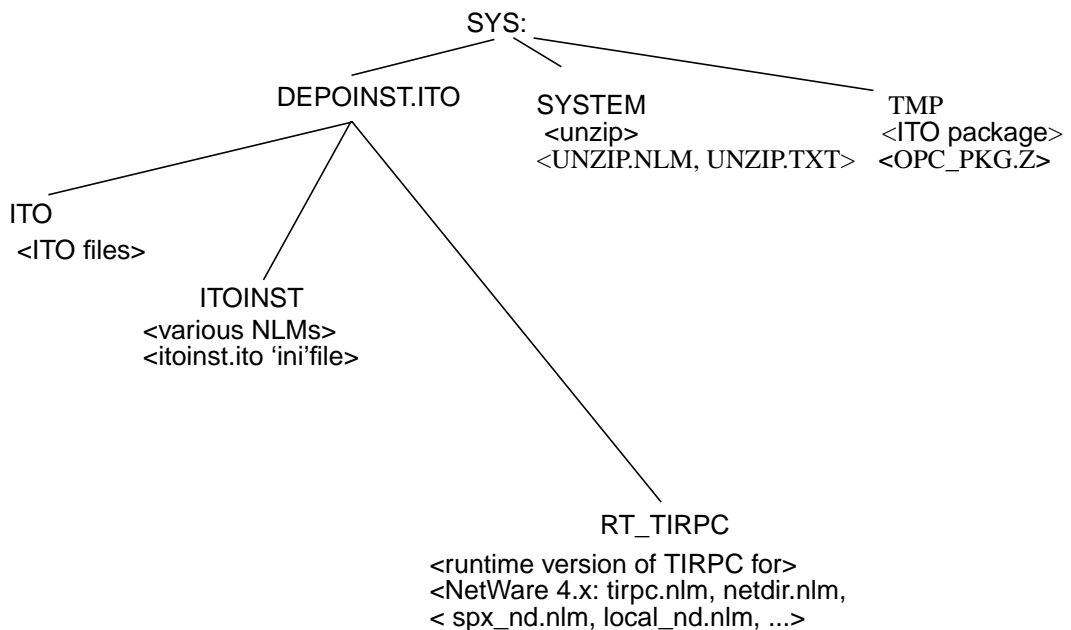 SYS:
DEPOINST.ITO
SYSTEM
<unzip>
<UNZIP.NLM, UNZIP.TXT>
TMP
<ITO package>
<OPC_PKG.Z>
ITO
<ITO files>
ITOINST
<various NLMs>
<itoinst.ito ‘ini’file>
RT_TIRPC
<runtime version of TIRPC for>
<NetWare 4.x: tirpc.nlm, netdir.nlm,
< spx_nd.nlm, local_nd.nlm, ...>